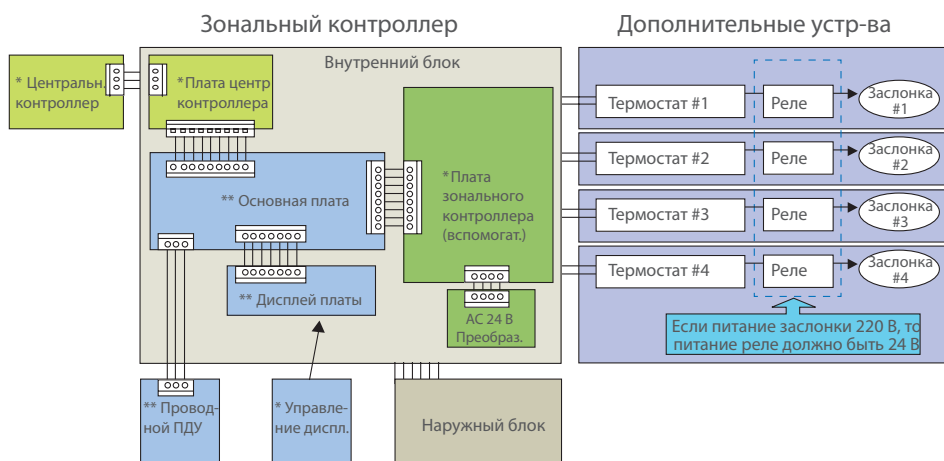 Зональный контроллер
Дополнительные устр-ва
Внутренний блок
* Центральн.
контроллер
*Плата центр
контроллера
** Основная плата
*Плата
зонального
контроллера
(вспомогат.)
** Дисплей платы
АС 24 В
Преобраз.
** Провод-
ной ПДУ
* Управле-
ние диспл.
Наружный блок
Термостат #1
Реле
Заслонка
#1
Термостат #2
Реле
Заслонка
#2
Термостат #3
Реле
Заслонка
#3
Термостат #4
Реле
Заслонка
#4
Если питание заслонки 220 В, то
питание реле должно быть 24 В